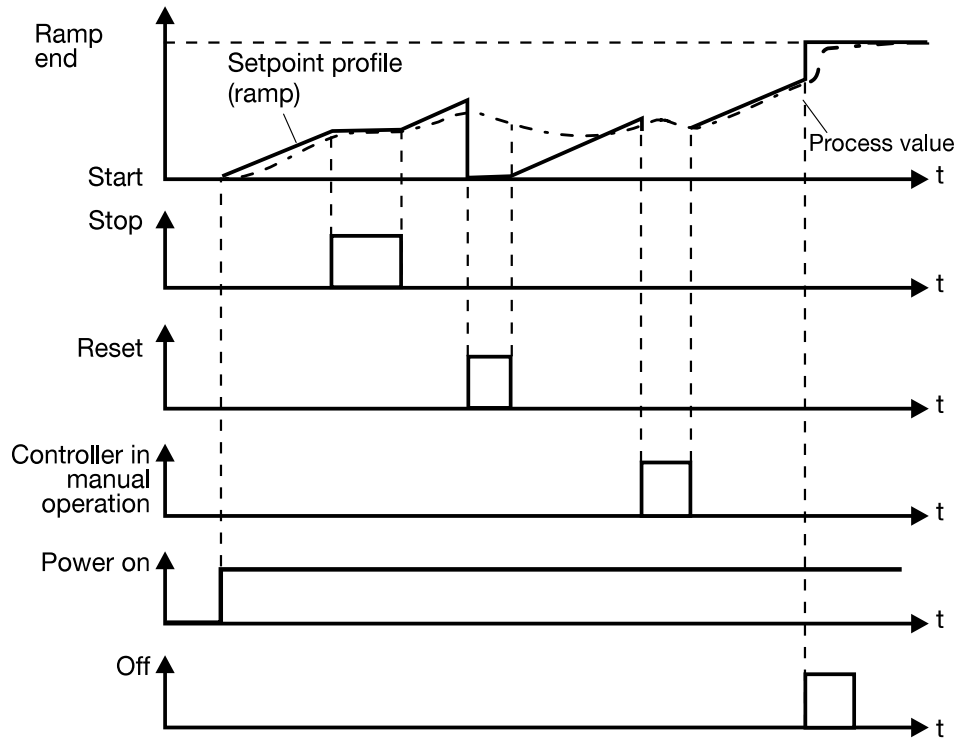 Ramp
end
Setpoint profile
(ramp)
Process value
Start
t
Stop
t
Reset
t
Controller in
manual
operation
t
Power on
t
Off
t